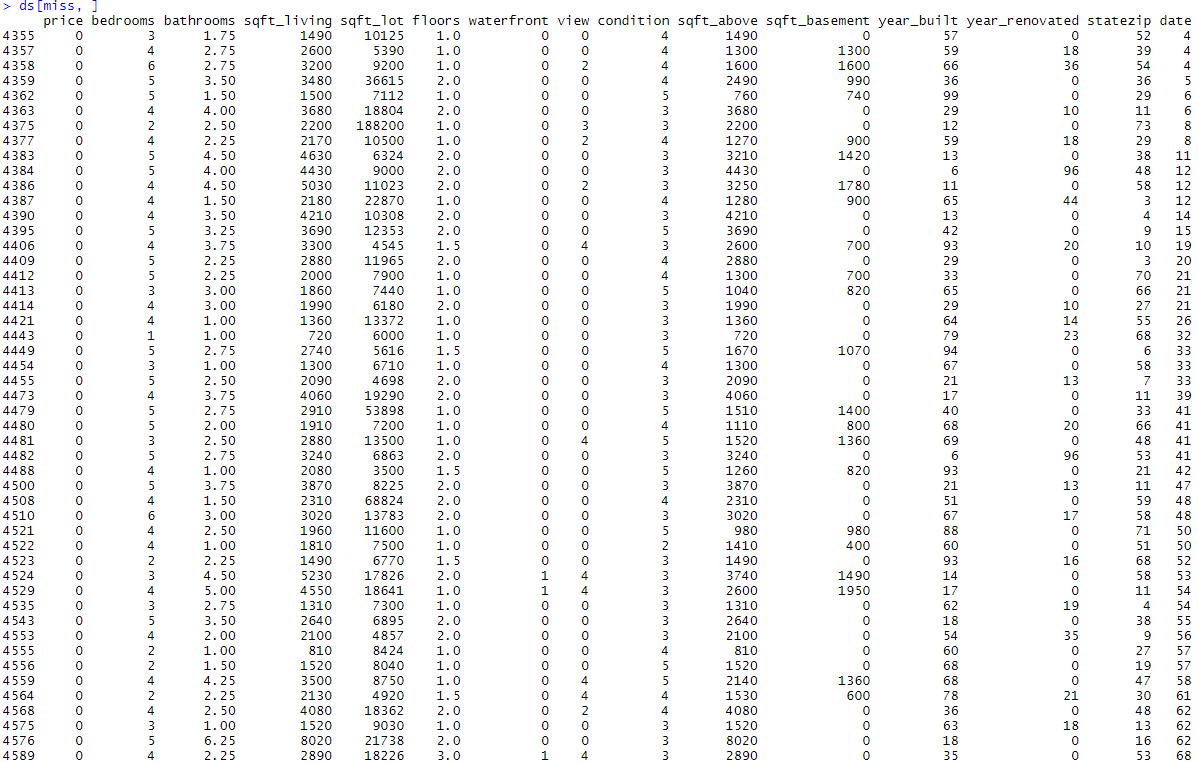 > ds[miss, ]
price bedrooms bathrooms sqft_living sqft_lot floors waterfront view condition sqft_above sqft_basement year_built year_renovated statezip date
4355 0 3 1.75 1490 10125 1.0 0 0 4 1490 0 57 0 52 4
4357 0 4 2.75 2600 5390 1.0 0 0 4 1300 1300 59 18 39 4
4358 0 6 2.75 3200 9200 1.0 0 2 4 1600 1600 66 36 54 4
4359 0 5 3.50 3480 36615 2.0 0 0 4 2490 990 36 0 36 5
4362 0 5 1.50 1500 7112 1.0 0 0 5 760 740 99 0 29 6
4363 0 4 4.00 3680 18804 2.0 0 0 3 3680 0 29 10 11 6
4375 0 2 2.50 2200 188200 1.0 0 3 3 2200 0 12 0 73 8
4377 0 4 2.25 2170 10500 1.0 0 2 4 1270 900 59 18 29 8
4383 0 5 4.50 4630 6324 2.0 0 0 3 3210 1420 13 0 38 11
4384 0 5 4.00 4430 9000 2.0 0 0 3 4430 0 6 96 48 12
4386 0 4 4.50 5030 11023 2.0 0 2 3 3250 1780 11 0 58 12
4387 0 4 1.50 2180 22870 1.0 0 0 4 1280 900 65 44 3 12
4390 0 4 3.50 4210 10308 2.0 0 0 3 4210 0 13 0 4 14
4395 0 5 3.25 3690 12353 2.0 0 0 5 3690 0 42 0 9 15
4406 0 4 3.75 3300 4545 1.5 0 4 3 2600 700 93 20 10 19
4409 0 5 2.25 2880 11965 2.0 0 0 4 2880 0 29 0 3 20
4412 0 5 2.25 2000 7900 1.0 0 0 4 1300 700 33 0 70 21
4413 0 3 3.00 1860 7440 1.0 0 0 5 1040 820 65 0 66 21
4414 0 4 3.00 1990 6180 2.0 0 0 3 1990 0 29 10 27 21
4421 0 4 1.00 1360 13372 1.0 0 0 3 1360 0 64 14 55 26
4443 0 1 1.00 720 6000 1.0 0 0 3 720 0 79 23 68 32
4449 0 5 2.75 2740 5616 1.5 0 0 5 1670 1070 94 0 6 33
4454 0 3 1.00 1300 6710 1.0 0 0 4 1300 0 67 0 58 33
4455 0 5 2.50 2090 4698 2.0 0 0 3 2090 0 21 13 7 33
4473 0 4 3.75 4060 19290 2.0 0 0 3 4060 0 17 0 11 39
4479 0 5 2.75 2910 53898 1.0 0 0 5 1510 1400 40 0 33 41
4480 0 5 2.00 1910 7200 1.0 0 0 4 1110 800 68 20 66 41
4481 0 3 2.50 2880 13500 1.0 0 4 5 1520 1360 69 0 48 41
4482 0 5 2.75 3240 6863 2.0 0 0 3 3240 0 6 96 53 41
4488 0 4 1.00 2080 3500 1.5 0 0 5 1260 820 93 0 21 42
4500 0 5 3.75 3870 8225 2.0 0 0 3 3870 0 21 13 11 47
4508 0 4 1.50 2310 68824 2.0 0 0 4 2310 0 51 0 59 48
4510 0 6 3.00 3020 13783 2.0 0 0 3 3020 0 67 17 58 48
4521 0 4 2.50 1960 11600 1.0 0 0 5 980 980 88 0 71 50
4522 0 4 1.00 1810 7500 1.0 0 0 2 1410 400 60 0 51 50
4523 0 2 2.25 1490 6770 1.5 0 0 3 1490 0 93 16 68 52
4524 0 3 4.50 5230 17826 2.0 1 4 3 3740 1490 14 0 58 53
4529 0 4 5.00 4550 18641 1.0 1 4 3 2600 1950 17 0 11 54
4535 0 3 2.75 1310 7300 1.0 0 0 3 1310 0 62 19 4 54
4543 0 5 3.50 2640 6895 2.0 0 0 3 2640 0 18 0 38 55
4553 0 4 2.00 2100 4857 2.0 0 0 3 2100 0 54 35 9 56
4555 0 2 1.00 810 8424 1.0 0 0 4 810 0 60 0 27 57
4556 0 2 1.50 1520 8040 1.0 0 0 5 1520 0 68 0 19 57
4559 0 4 4.25 3500 8750 1.0 0 4 5 2140 1360 68 0 47 58
4564 0 2 2.25 2130 4920 1.5 0 4 4 1530 600 78 21 30 61
4568 0 4 2.50 4080 18362 2.0 0 2 4 4080 0 36 0 48 62
4575 0 3 1.00 1520 9030 1.0 0 0 3 1520 0 63 18 13 62
4576 0 5 6.25 8020 21738 2.0 0 0 3 8020 0 18 0 16 62
4589 0 4 2.25 2890 18226 3.0 1 4 3 2890 0 35 0 53 68